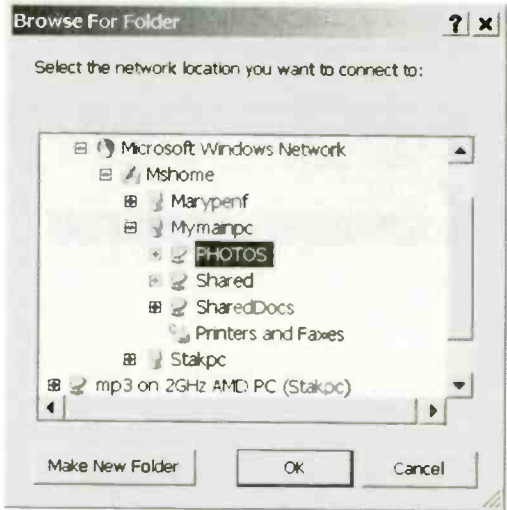 Browse For Folder
? x
Select the network location you want to connect to:
Microsoft Windows Network
Mshome
Marypenf
Mymainpc
PHOTOS
Shared
SharedDocs
Printers and Faxes
Stakpc
mp3 on 2GHz AMD PC (Stakpc)
Make New Folder
OK
Cancel